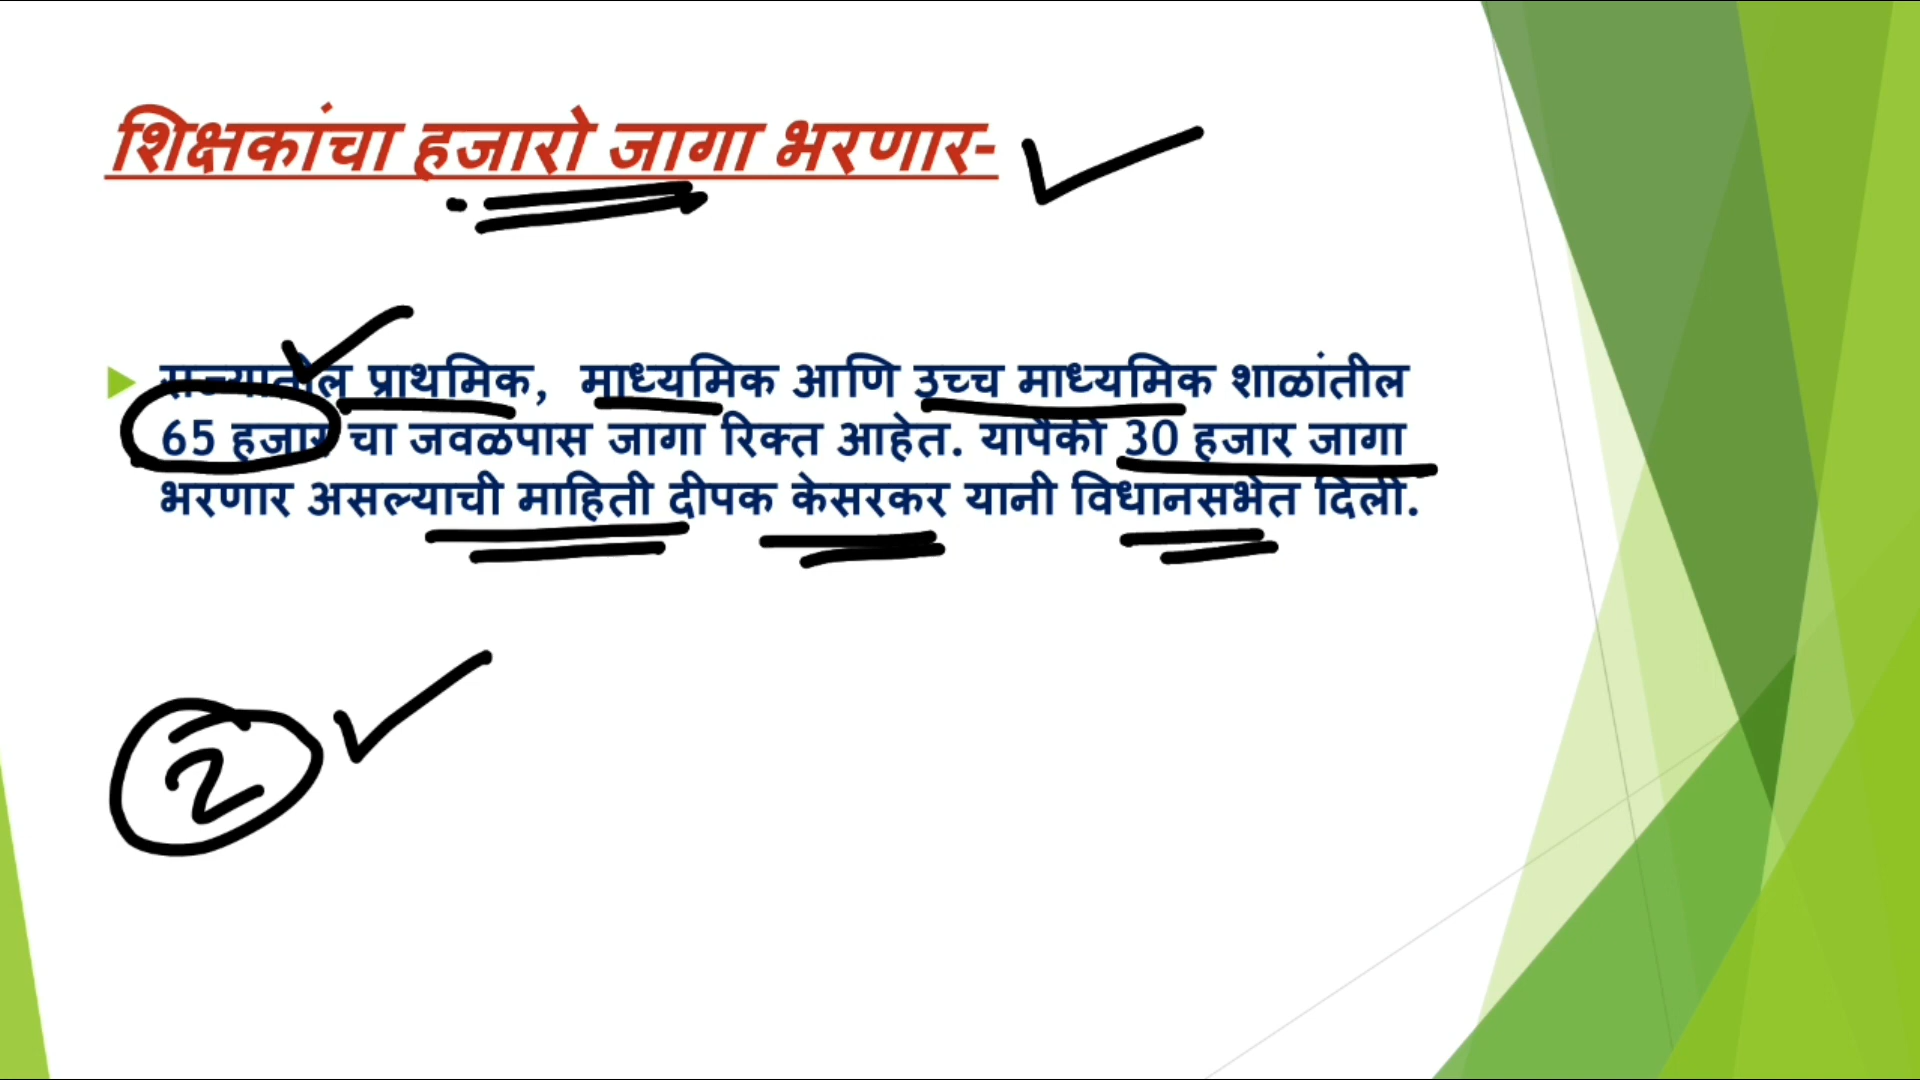 शिक्षकांचा हजारो जागा भरणार-
राज्यातील प्राथमिक, माध्यमिक आणि उच्च माध्यमिक शाळांतील
65 हजार चा जवळपास जागा रिक्त आहेत. यापैकी 30 हजार जागा
भरणार असल्याची माहिती दीपक केसरकर यानी विधानसभेत दिली.
2